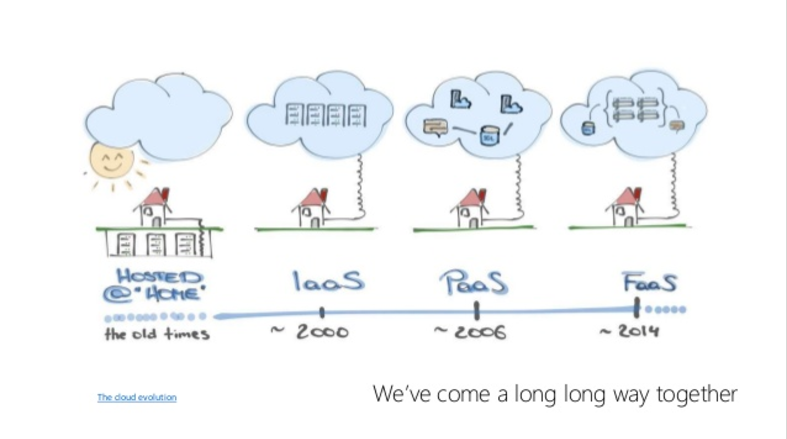 HOSTED
@"HOME"
IaaS
PaaS
FaaS
the old times
~ 2000
~ 2006
~ 2014
The cloud evolution
We've come a long long way together